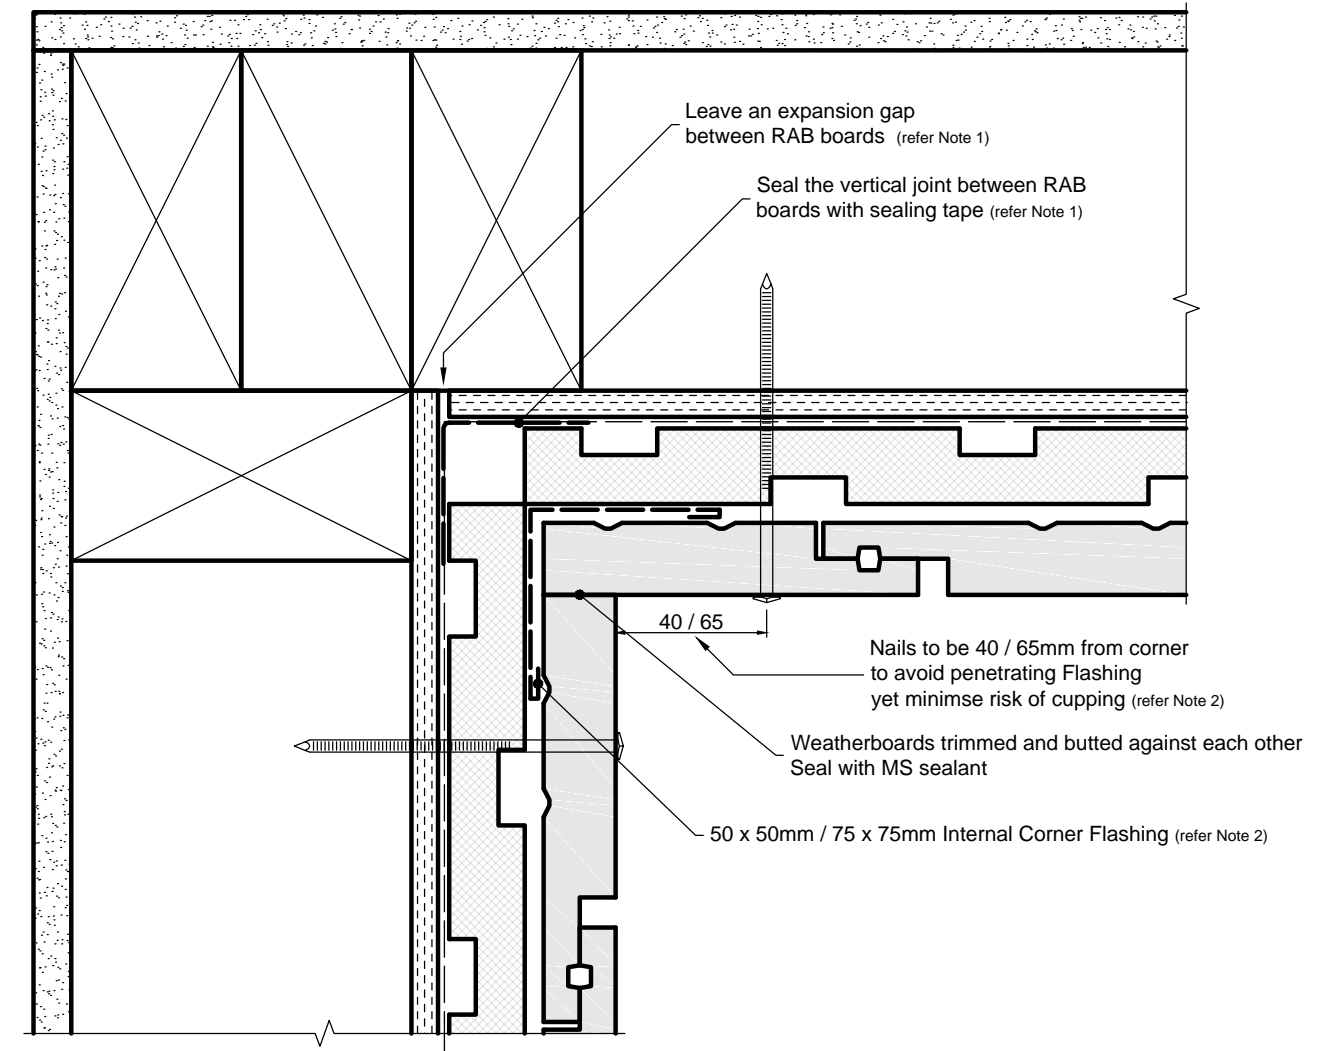 Leave an expansion gap
between RAB boards (refer Note 1)
Seal the vertical joint between RAB
boards with sealing tape (refer Note 1)
40 / 65
Nails to be 40 / 65mm from corner
to avoid penetrating Flashing
yet minimse risk of cupping (refer Note 2)
Weatherboards trimmed and butted against each other
Seal with MS sealant
50 x 50mm / 75 x 75mm Internal Corner Flashing (refer Note 2)